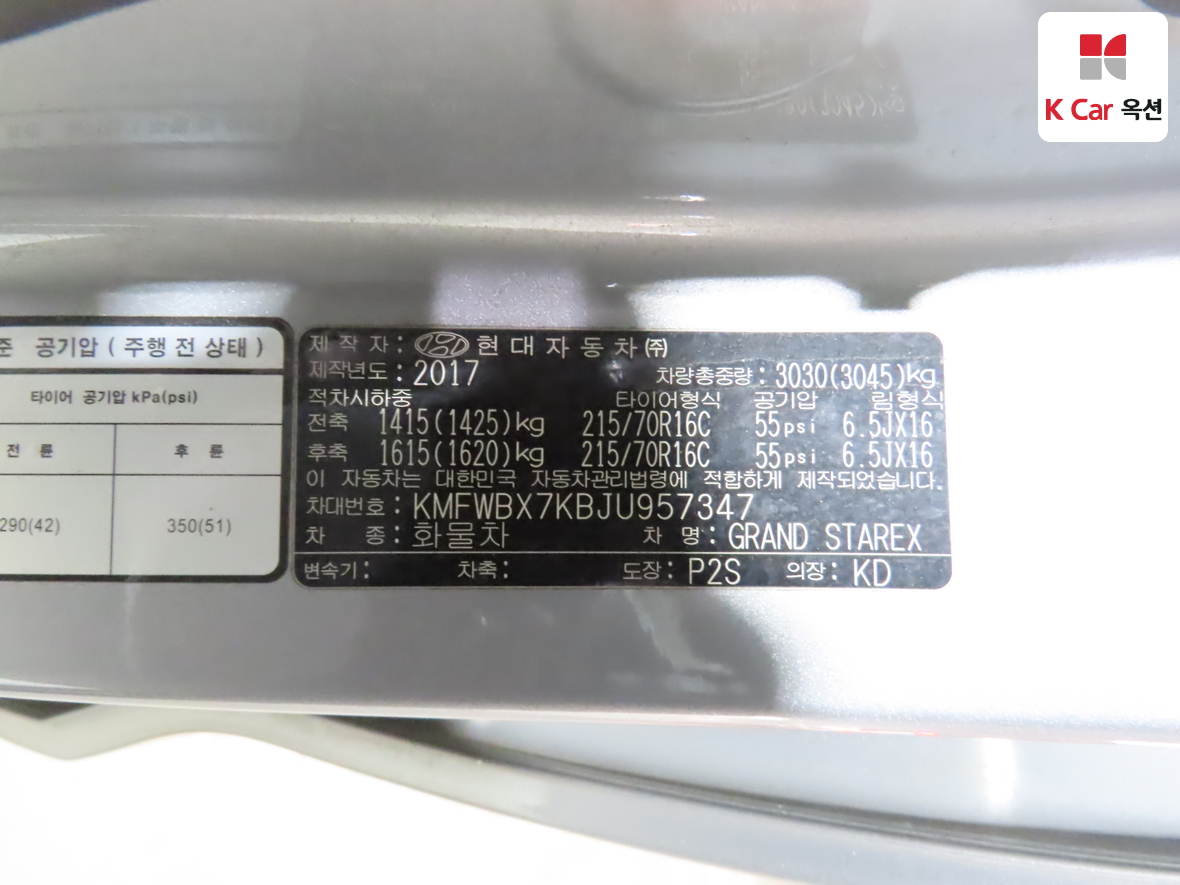 K Car 옥션
준 공기압 ( 주행 전 상태 )
타이어 공기압 kPa(psi)
전 륜 후 륜
290(42) 350(51)
제 작 자 : 현대자동차㈜
제작년도 : 2017 차량총중량 : 3030(3045)kg
적차시하중 타이어형식 공기압 림형식
전축 1415(1425)kg 215/70R16C 55psi 6.5JX16
후축 1615(1620)kg 215/70R16C 55psi 6.5JX16
이 자동차는 대한민국 자동차관리법령에 적합하게 제작되었습니다.
차대번호 : KMFWBX7KBJU957347
차 종 : 화물차 차 명 : GRAND STAREX
변속기 : 차축 : 도장 : P2S 의장 : KD